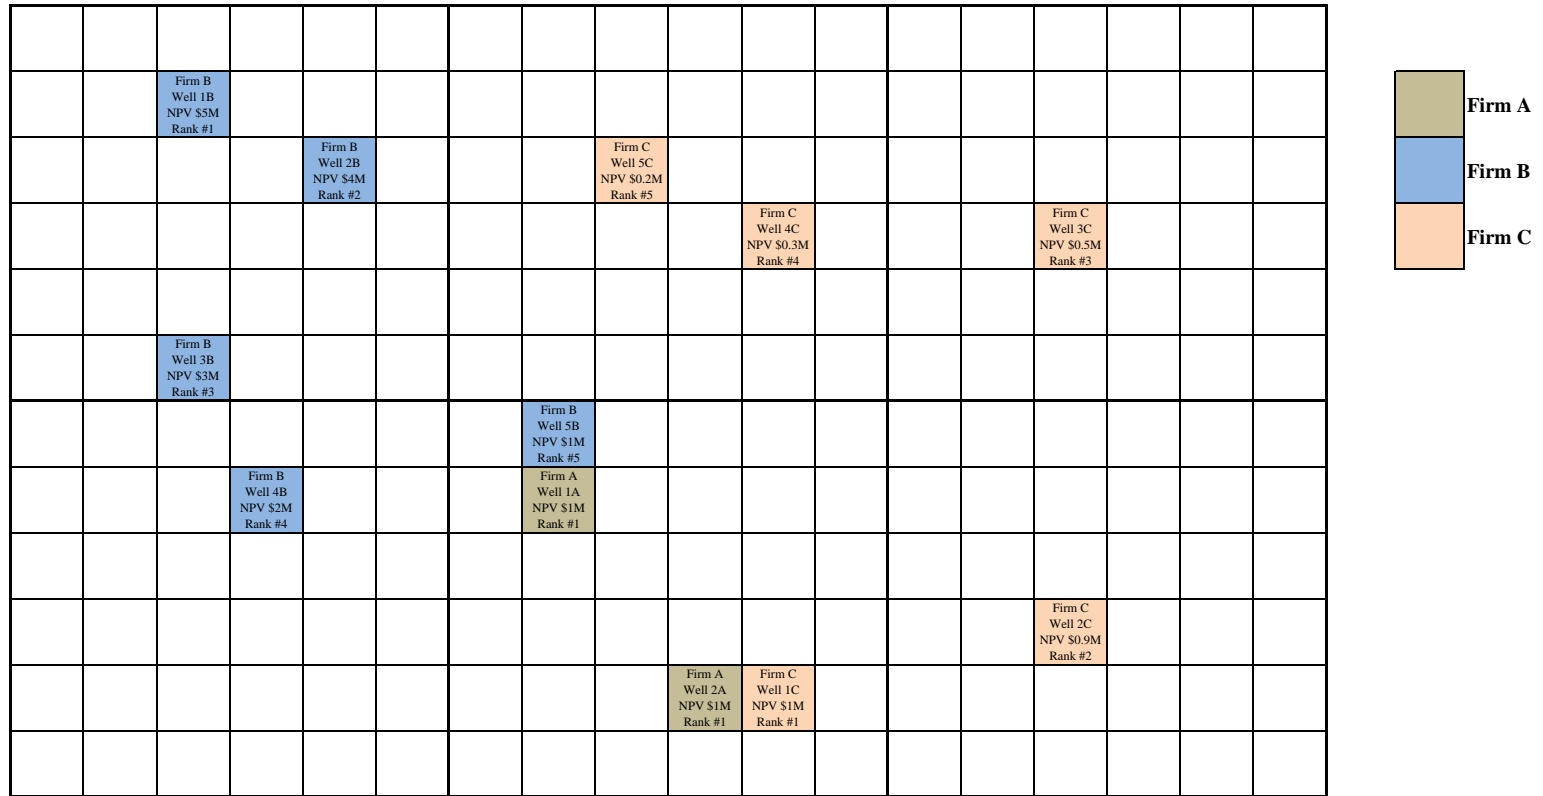 Firm B
Well 1B
NPV $5M
Rank #1
Firm A
Firm B
Well 2B
NPV $4M
Rank #2
Firm C
Well 5C
NPV $0.2M
Rank #5
Firm B
Firm C
Well 4C
NPV $0.3M
Rank #4
Firm C
Well 3C
NPV $0.5M
Rank #3
Firm C
Firm B
Well 3B
NPV $3M
Rank #3
Firm B
Well 5B
NPV $1M
Rank #5
Firm B
Well 4B
NPV $2M
Rank #4
Firm A
Well 1A
NPV $1M
Rank #1
Firm C
Well 2C
NPV $0.9M
Rank #2
Firm A
Well 2A
NPV $1M
Rank #1
Firm C
Well 1C
NPV $1M
Rank #1